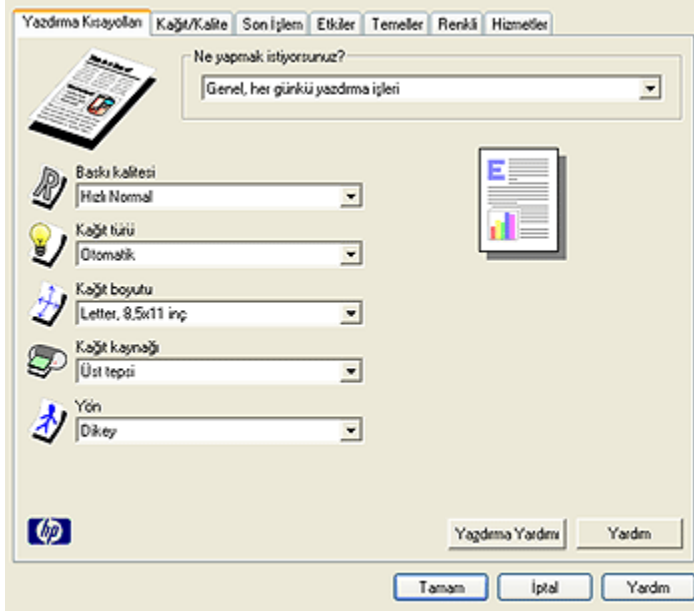 Yazdırma Kısayolları Kağıt/Kalite Son İşlem Etkiler Temeller Renkli Hizmetler
Ne yapmak istiyorsunuz?
Genel, her günkü yazdırma işleri
Baskı kalitesi
Hızlı Normal
Kağıt türü
Otomatik
Kağıt boyutu
Letter, 8,5x11 inç
Kağıt kaynağı
Üst tepsi
Yön
Dikey
hp
Yazdırma Yardımı Yardım
Tamam İptal Yardım